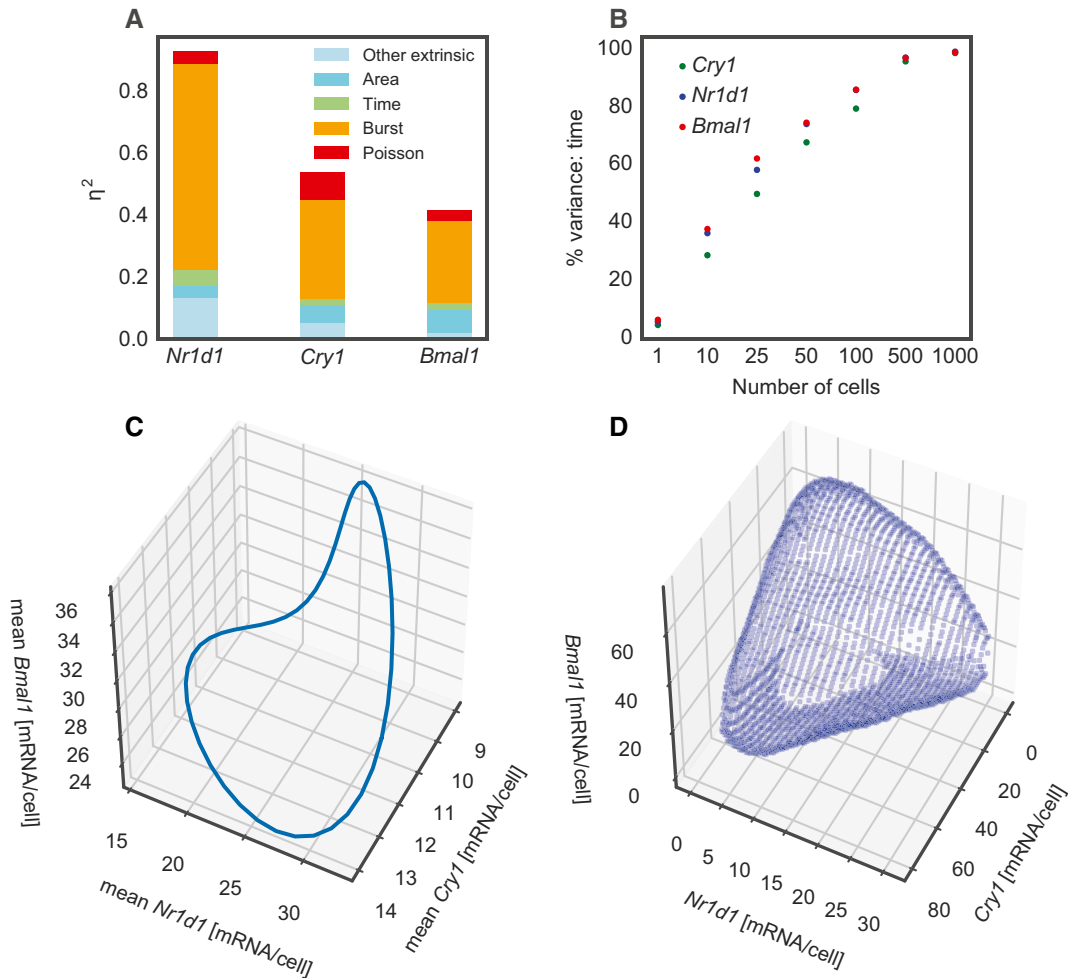 A
η2
0.8
0.6
0.4
0.2
0.0
Other extrinsic
Area
Time
Burst
Poisson
Nr1d1 Cry1 Bmal1
B
% variance: time
100
80
60
40
20
0
Cry1
Nr1d1
Bmal1
1 10 25 50 100 500 1000
Number of cells
C
mean Bmal1 [mRNA/cell]
36
34
32
30
28
26
24
15
20
25
30
mean Nr1d1 [mRNA/cell]
9
10
11
12
13
14
mean Cry1 [mRNA/cell]
D
Bmal1 [mRNA/cell]
60
40
20
0
0
5
10
15
20
25
30
Nr1d1 [mRNA/cell]
0
20
40
60
80
Cry1 [mRNA/cell]